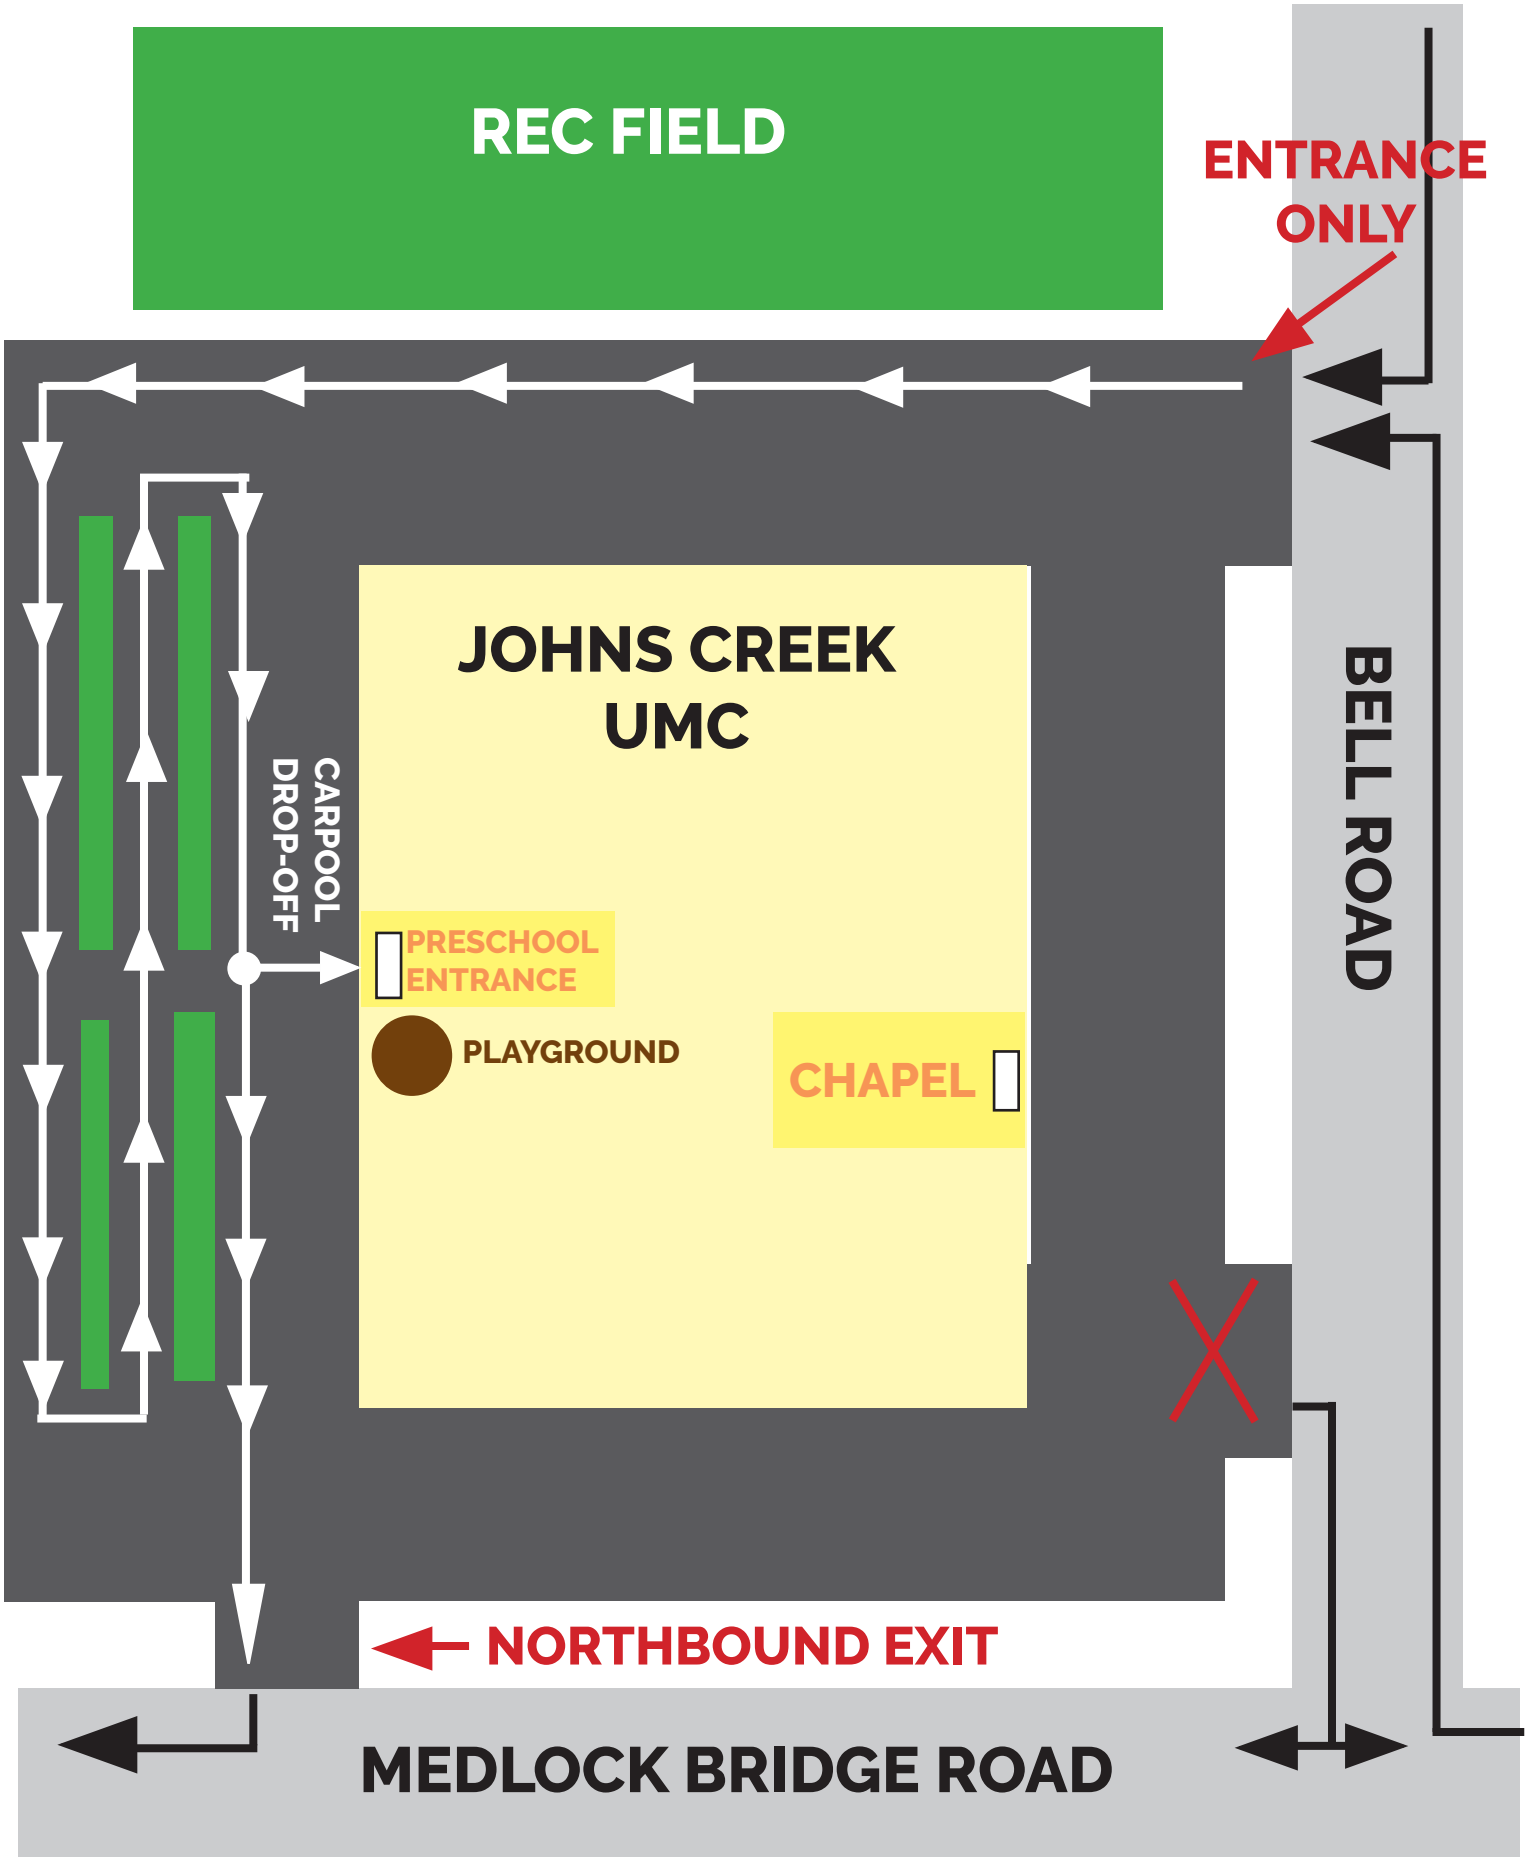 REC FIELD
ENTRANCE
ONLY
JOHNS CREEK
UMC
BELL ROAD
CARPOOL
DROP-OFF
PRESCHOOL
ENTRANCE
PLAYGROUND
CHAPEL
NORTHBOUND EXIT
MEDLOCK BRIDGE ROAD